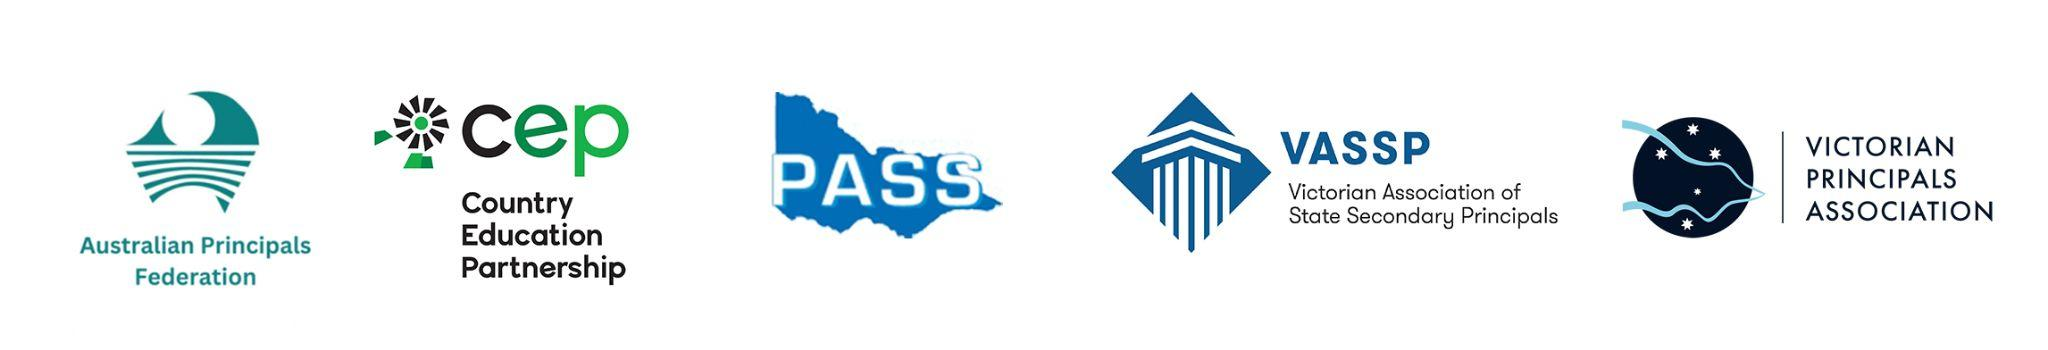 Australian Principals
Federation
cep
Country
Education
Partnership
PASS
VASSP
Victorian Association of
State Secondary Principals
VICTORIAN
PRINCIPALS
ASSOCIATION